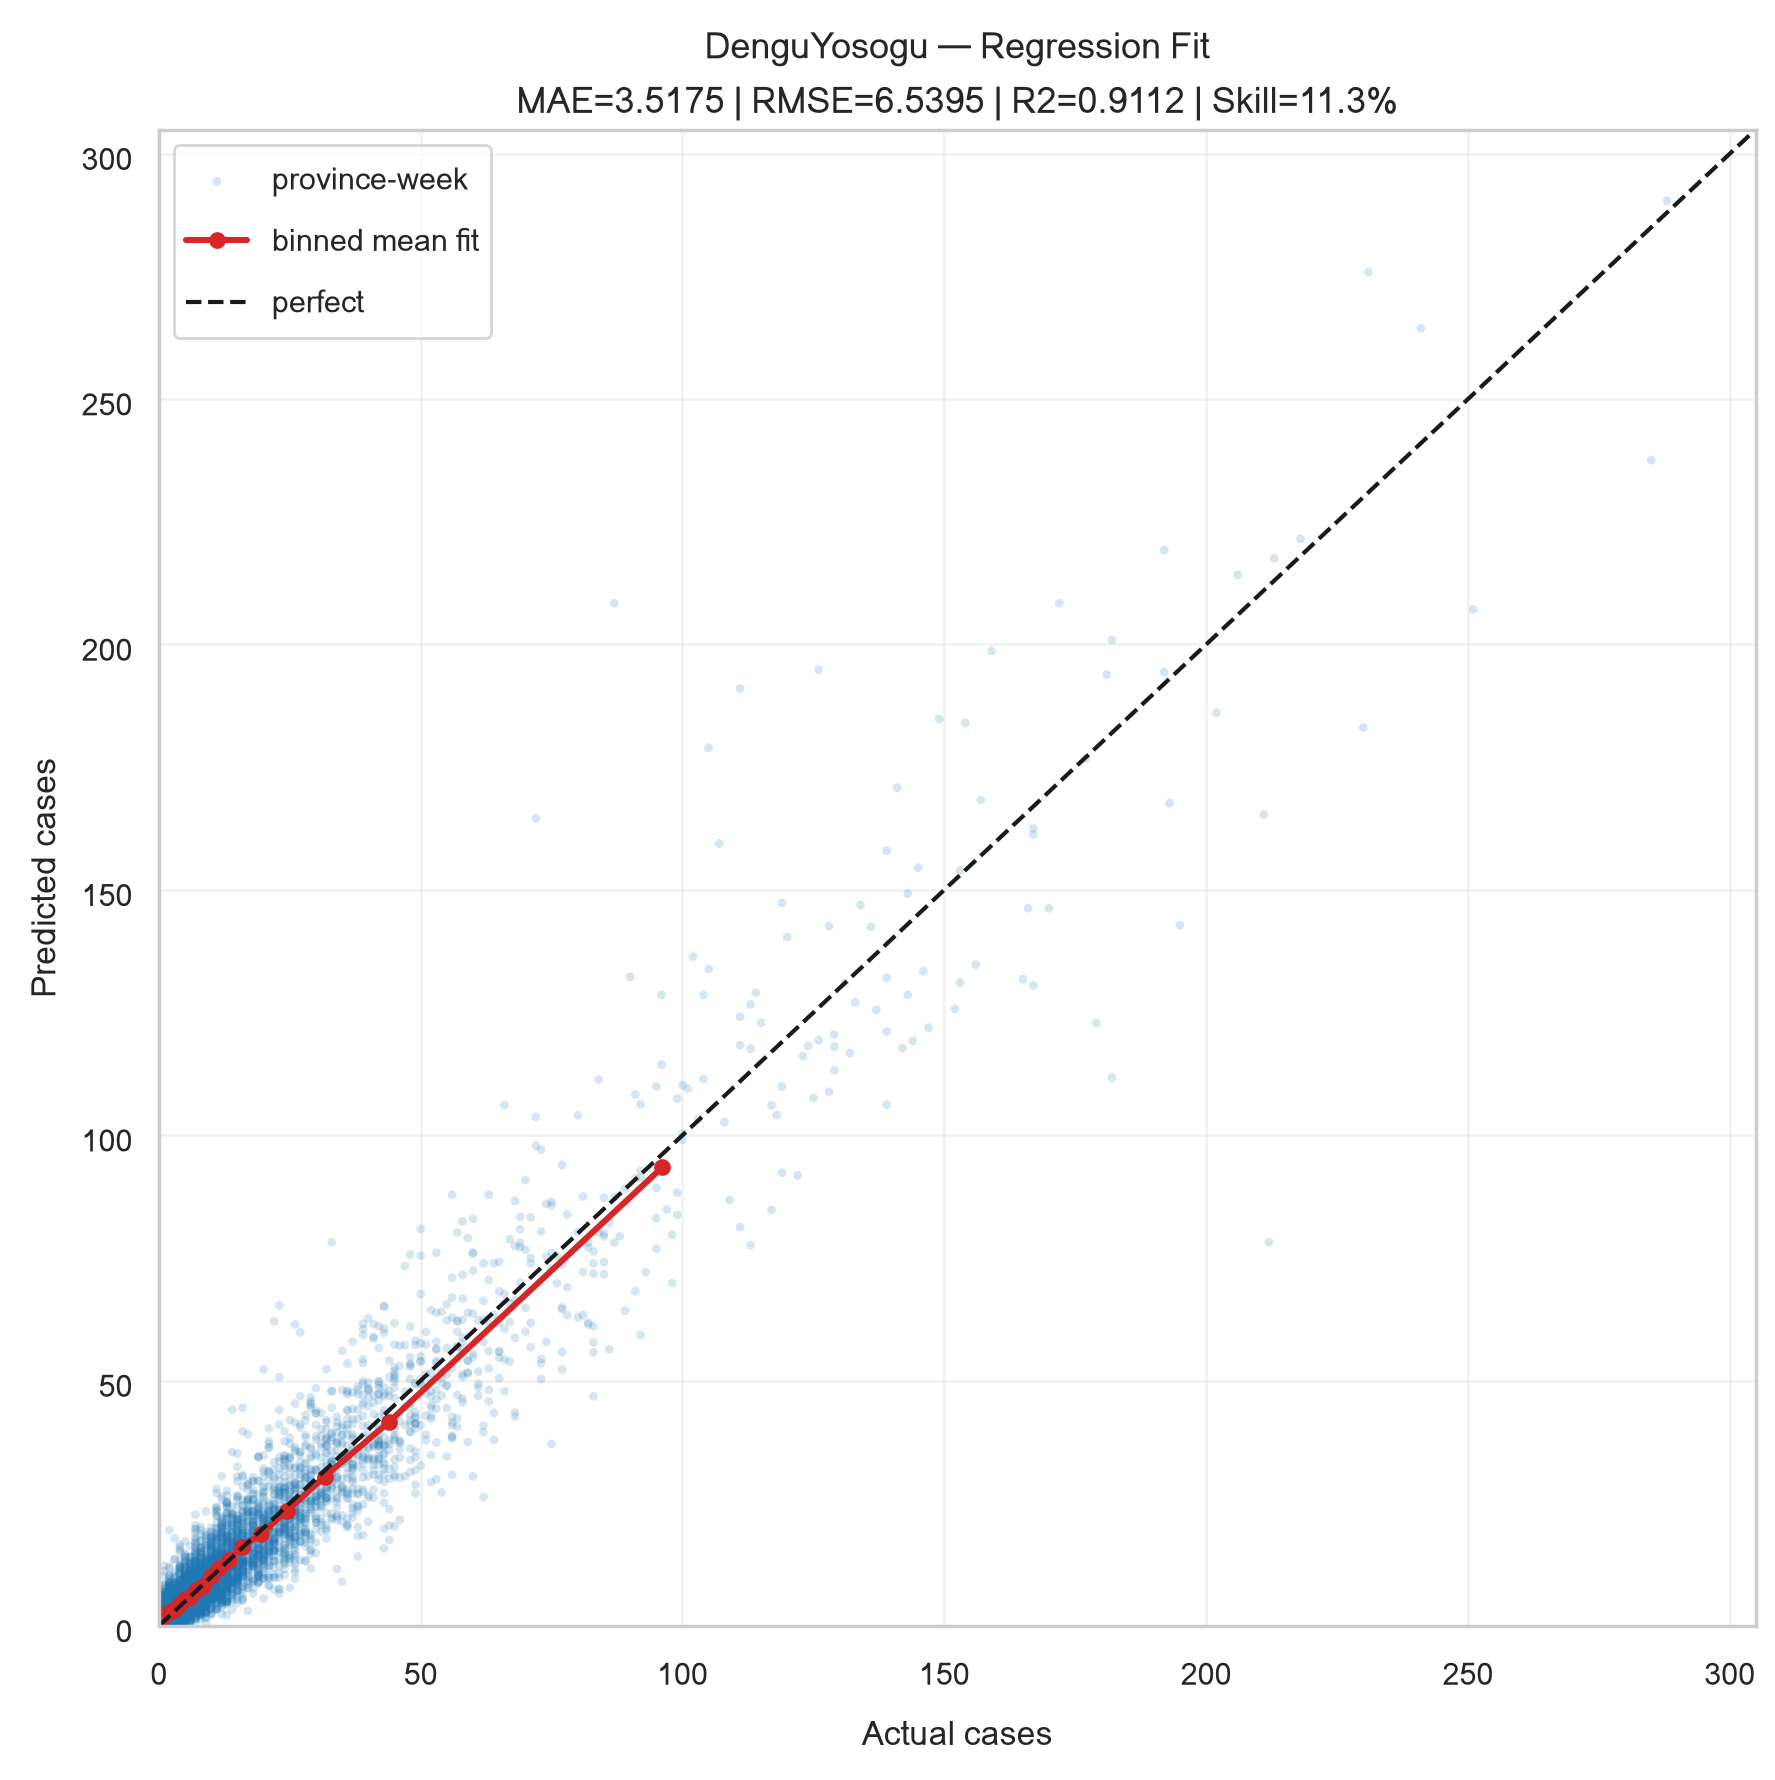 DenguYosogu — Regression Fit
MAE=3.5175 | RMSE=6.5395 | R2=0.9112 | Skill=11.3%
province-week
binned mean fit
perfect
300
250
200
150
100
50
0
Predicted cases
0 50 100 150 200 250 300
Actual cases